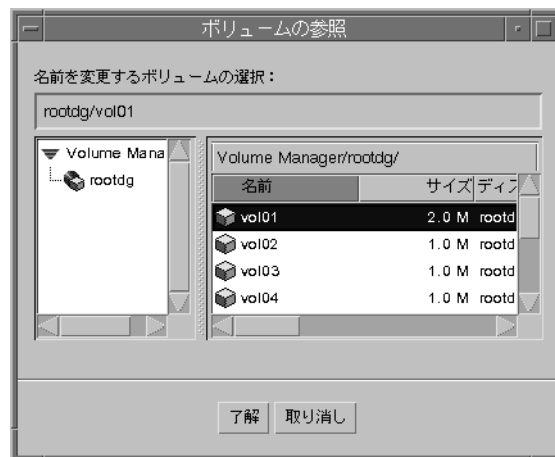 ボリュームの参照
名前を変更するボリュームの選択：
rootdg/vol01
Volume Mana
rootdg
Volume Manager/rootdg/
名前 サイズ ディス
vol01 2.0 M rootd
vol02 1.0 M rootd
vol03 1.0 M rootd
vol04 1.0 M rootd
了解 取り消し